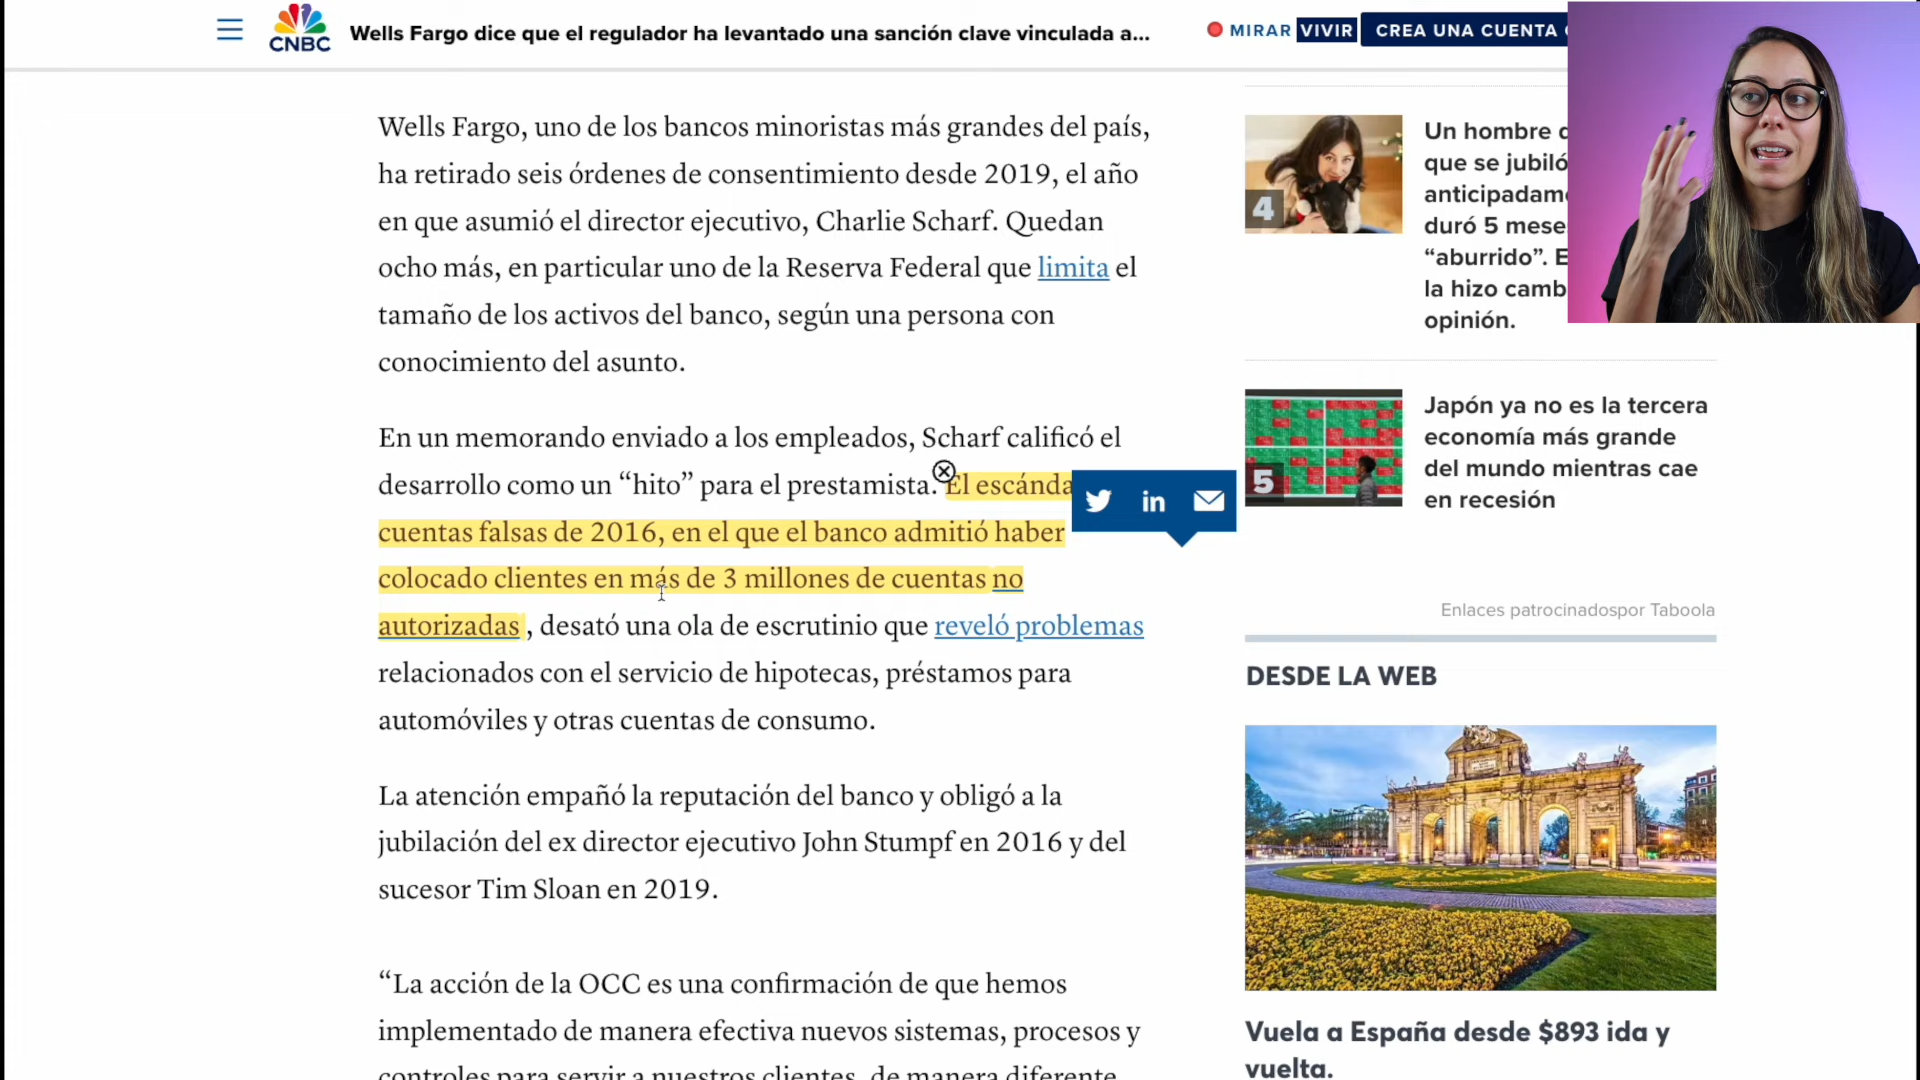 CNBC
Wells Fargo dice que el regulador ha levantado una sanción clave vinculada a...
MIRAR VIVIR
CREA UNA CUENTA
Wells Fargo, uno de los bancos minoristas más grandes del país,
ha retirado seis órdenes de consentimiento desde 2019, el año
en que asumió el director ejecutivo, Charlie Scharf. Quedan
ocho más, en particular uno de la Reserva Federal que limita el
tamaño de los activos del banco, según una persona con
conocimiento del asunto.
En un memorando enviado a los empleados, Scharf calificó el
desarrollo como un “hito” para el prestamista. El escánda
cuentas falsas de 2016, en el que el banco admitió haber
colocado clientes en más de 3 millones de cuentas no
autorizadas , desató una ola de escrutinio que reveló problemas
relacionados con el servicio de hipotecas, préstamos para
automóviles y otras cuentas de consumo.
La atención empañó la reputación del banco y obligó a la
jubilación del ex director ejecutivo John Stumpf en 2016 y del
sucesor Tim Sloan en 2019.
“La acción de la OCC es una confirmación de que hemos
implementado de manera efectiva nuevos sistemas, procesos y
controles para servir a nuestros clientes, de manera diferente
in
4
Un hombre
que se jubiló
anticipadam
duró 5 mese
“aburrido”. E
la hizo camb
opinión.
5
Japón ya no es la tercera
economía más grande
del mundo mientras cae
en recesión
Enlaces patrocinadospor Taboola
DESDE LA WEB
Vuela a España desde $893 ida y
vuelta.